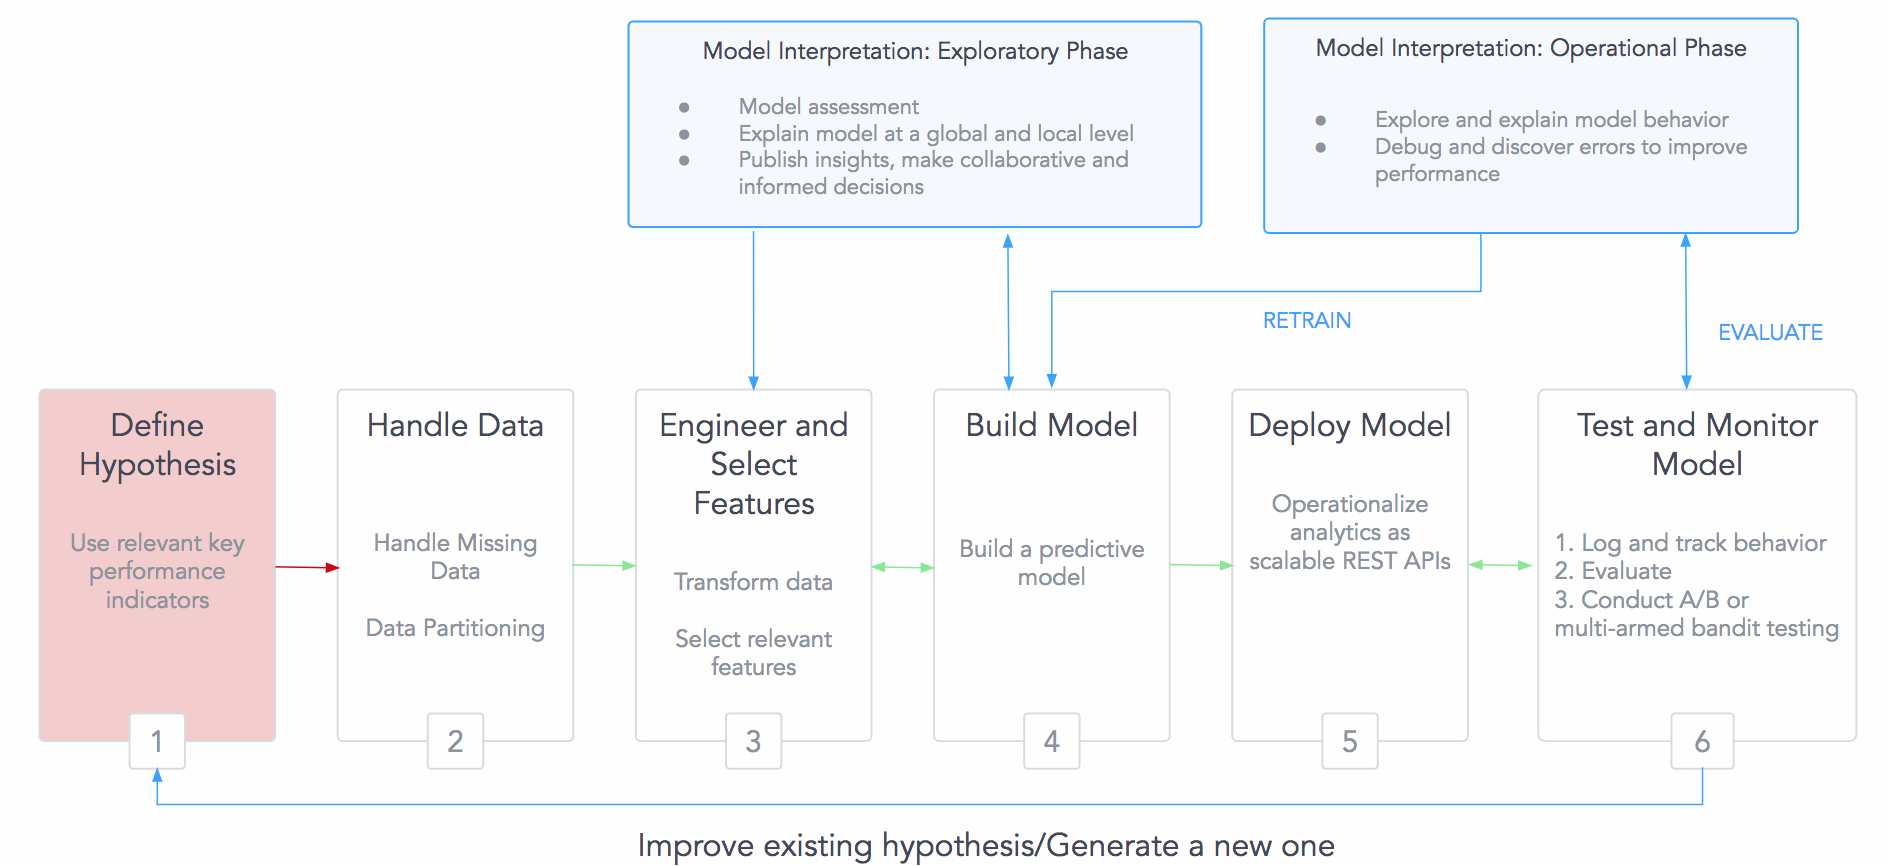 Model Interpretation: Exploratory Phase
● Model assessment
● Explain model at a global and local level
● Publish insights, make collaborative and
informed decisions
Model Interpretation: Operational Phase
● Explore and explain model behavior
● Debug and discover errors to improve
performance
RETRAIN
EVALUATE
Define
Hypothesis
Use relevant key
performance
indicators
1
Handle Data
Handle Missing
Data
Data Partitioning
2
Engineer and
Select
Features
Transform data
Select relevant
features
3
Build Model
Build a predictive
model
4
Deploy Model
Operationalize
analytics as
scalable REST APIs
5
Test and Monitor
Model
1. Log and track behavior
2. Evaluate
3. Conduct A/B or
multi-armed bandit testing
6
Improve existing hypothesis/Generate a new one